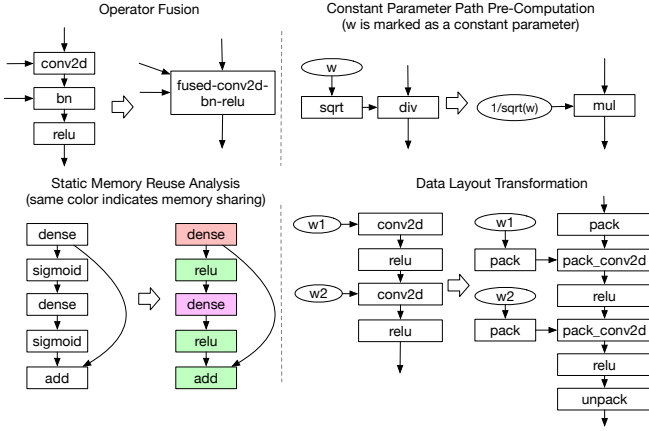 Operator Fusion
conv2d
bn
relu
fused-conv2d-
bn-relu
Constant Parameter Path Pre-Computation
(w is marked as a constant parameter)
w
sqrt
div
1/sqrt(w)
mul
Static Memory Reuse Analysis
(same color indicates memory sharing)
dense
sigmoid
dense
sigmoid
add
dense
relu
dense
relu
add
Data Layout Transformation
w1
conv2d
relu
w2
conv2d
relu
w1
pack
pack
pack_conv2d
w2
relu
pack
pack_conv2d
relu
unpack